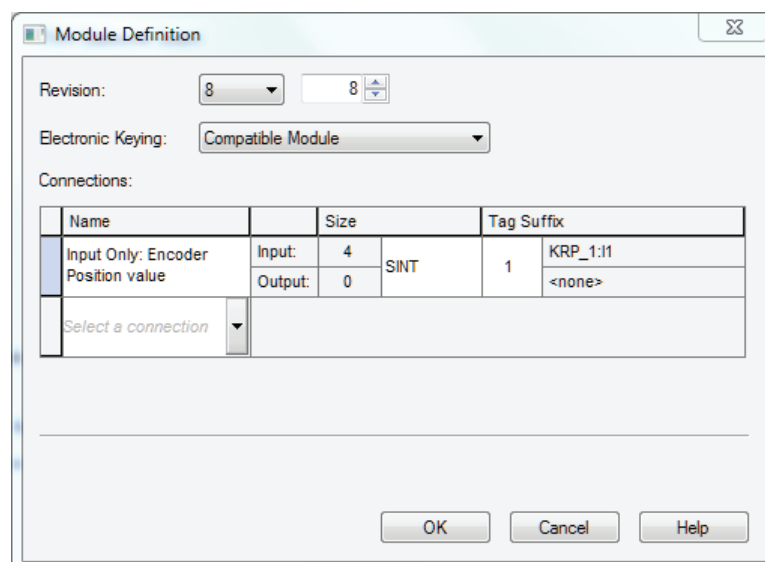 Module Definition
Revision: 8 8
Electronic Keying: Compatible Module
Connections:
Name Size Tag Suffix
Input Only: Encoder Position value
Input: 4 SINT 1 KRP_1:I1
Output: 0 <none>
Select a connection
OK Cancel Help